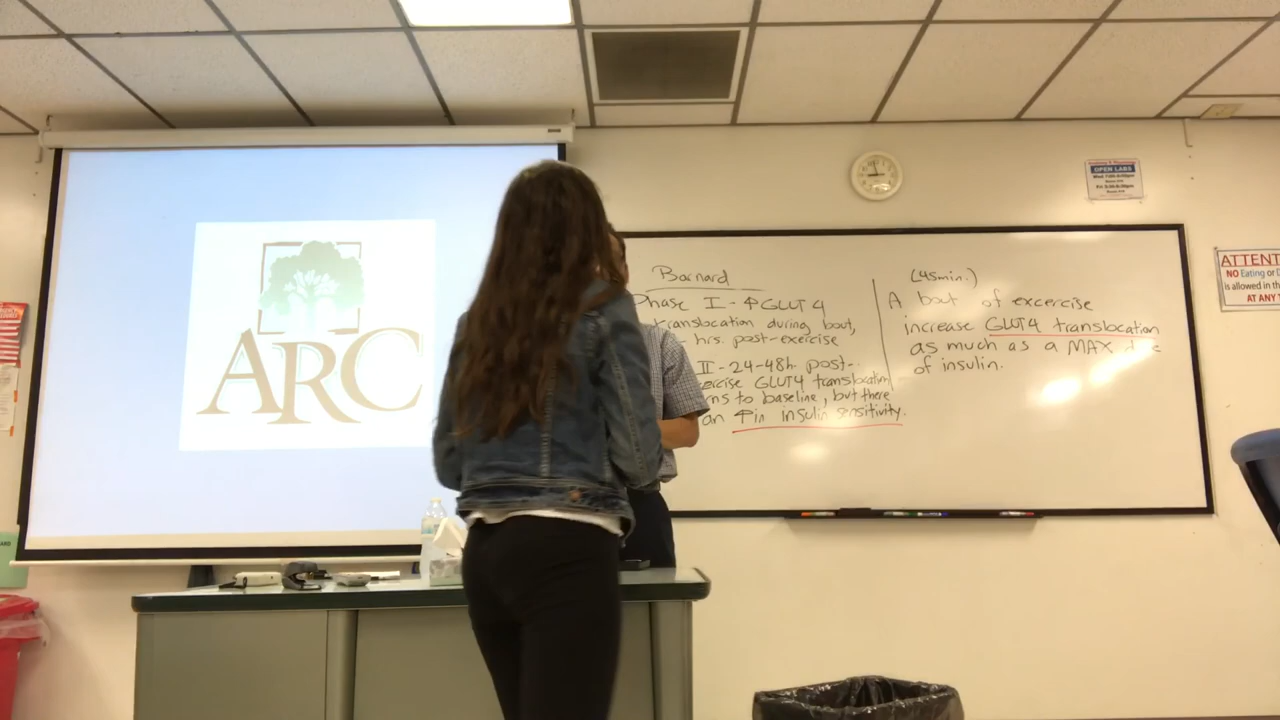 ARC
Barnard
Phase I - ↑GLUT4
translocation during bout,
hrs. post-exercise
II - 24-48h post-
GLUT4 translocation
to baseline, but there
an ↑in insulin sensitivity.
(45min.)
A bout of excercise
increase GLUT4 translocation
as much as a MAX
of insulin.
OPEN LABS
ATTENT
NO Eating or D
is allowed in th
AT ANY